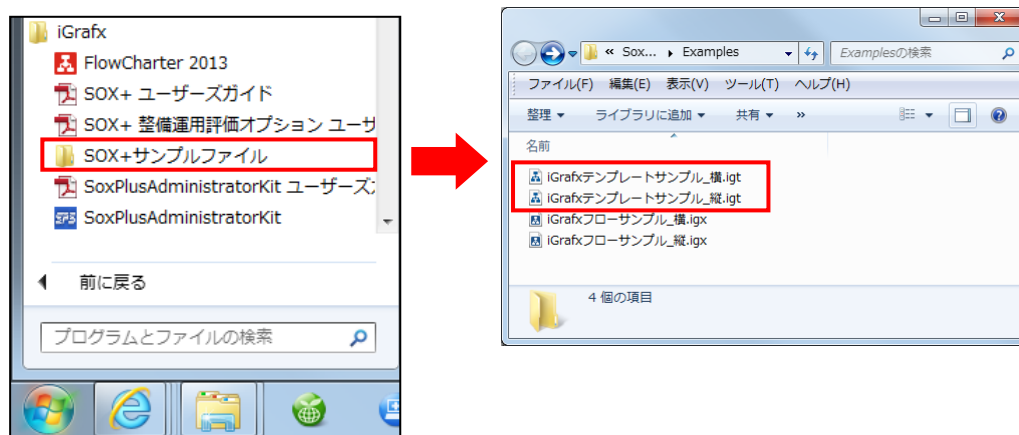 iGrafx
FlowCharter 2013
SOX+ ユーザーズガイド
SOX+ 整備運用評価オプション ユーサ
SOX+サンプルファイル
SoxPlusAdministratorKit ユーザーズ
SoxPlusAdministratorKit
前に戻る
プログラムとファイルの検索
« Sox... Examples
Examplesの検索
ファイル(F) 編集(E) 表示(V) ツール(T) ヘルプ(H)
整理 ライブラリに追加 共有 »
名前
iGrafxテンプレートサンプル_横.igt
iGrafxテンプレートサンプル_縦.igt
iGrafxフローサンプル_横.igx
iGrafxフローサンプル_縦.igx
4 個の項目